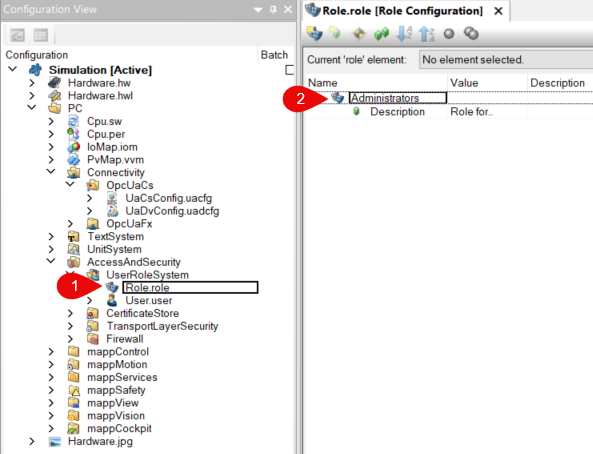 Configuration View
Configuration Batch
Simulation [Active]
Hardware.hw
Hardware.hwl
PC
Cpu.sw
Cpu.per
IoMap.iom
PvMap.vvm
Connectivity
OpcUaCs
UaCsConfig.uacfg
UaDvConfig.uadcfg
OpcUaFx
TextSystem
UnitSystem
AccessAndSecurity
UserRoleSystem
1
Role.role
User.user
CertificateStore
TransportLayerSecurity
Firewall
mappControl
mappMotion
mappServices
mappSafety
mappView
mappVision
mappCockpit
Hardware.jpg
Role.role [Role Configuration]
Current 'role' element: No element selected.
Name Value Description
2 Administrators
Description Role for..